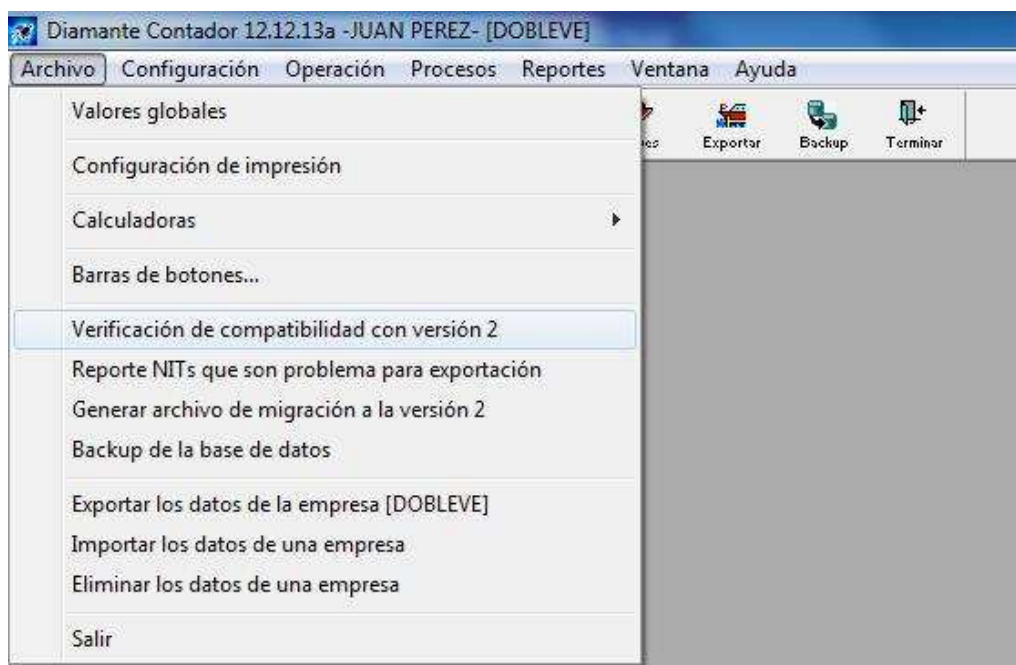 Diamante Contador 12.12.13a -JUAN PEREZ- [DOBLEVE]
Archivo Configuración Operación Procesos Reportes Ventana Ayuda
Exportar Backup Terminar
Valores globales
Configuración de impresión
Calculadoras
Barras de botones...
Verificación de compatibilidad con versión 2
Reporte NITs que son problema para exportación
Generar archivo de migración a la versión 2
Backup de la base de datos
Exportar los datos de la empresa [DOBLEVE]
Importar los datos de una empresa
Eliminar los datos de una empresa
Salir